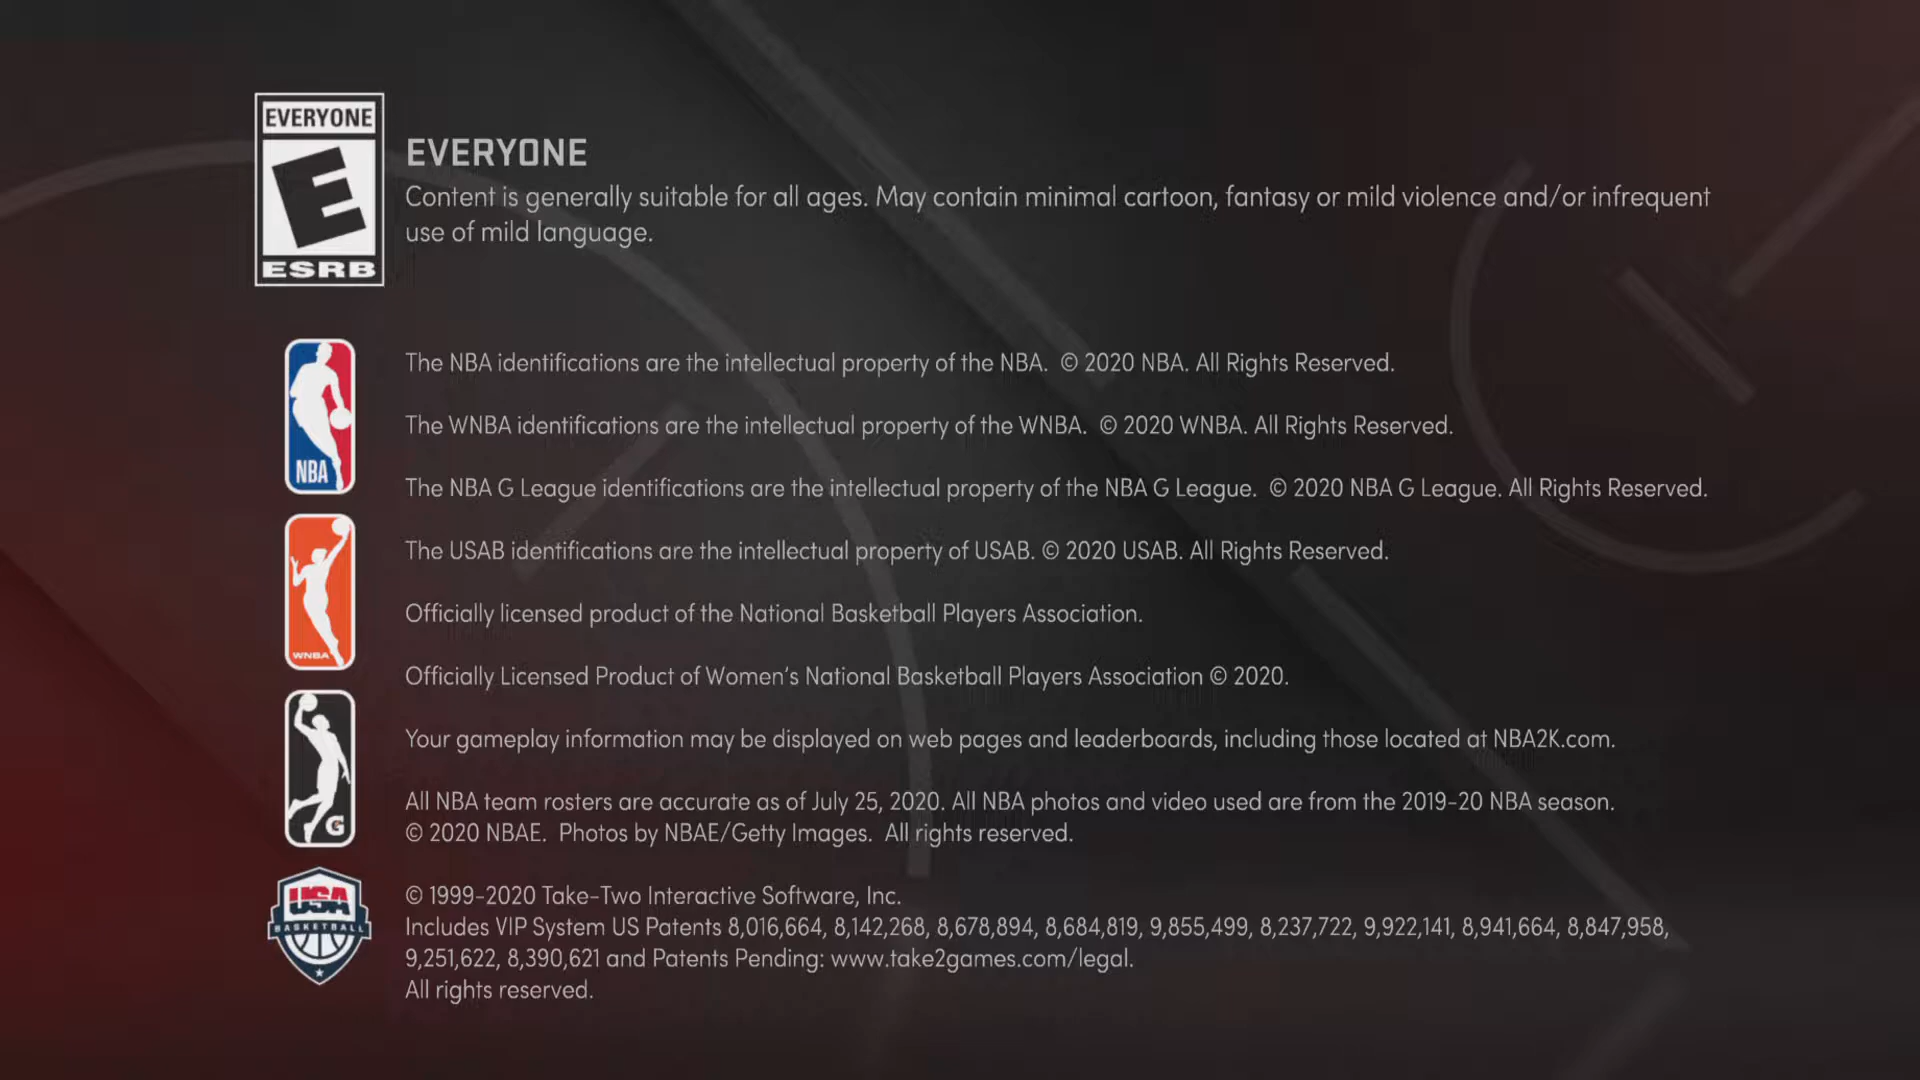 EVERYONE
E
ESRB
EVERYONE
Content is generally suitable for all ages. May contain minimal cartoon, fantasy or mild violence and/or infrequent
use of mild language.
NBA
The NBA identifications are the intellectual property of the NBA.  © 2020 NBA. All Rights Reserved.
The WNBA identifications are the intellectual property of the WNBA.  © 2020 WNBA. All Rights Reserved.
The NBA G League identifications are the intellectual property of the NBA G League.  © 2020 NBA G League. All Rights Reserved.
WNBA
The USAB identifications are the intellectual property of USAB. © 2020 USAB. All Rights Reserved.
Officially licensed product of the National Basketball Players Association.
Officially Licensed Product of Women's National Basketball Players Association © 2020.
G
Your gameplay information may be displayed on web pages and leaderboards, including those located at NBA2K.com.
All NBA team rosters are accurate as of July 25, 2020. All NBA photos and video used are from the 2019-20 NBA season.
© 2020 NBAE.  Photos by NBAE/Getty Images.  All rights reserved.
USA
BASKETBALL
© 1999-2020 Take-Two Interactive Software, Inc.
Includes VIP System US Patents 8,016,664, 8,142,268, 8,678,894, 8,684,819, 9,855,499, 8,237,722, 9,922,141, 8,941,664, 8,847,958,
9,251,622, 8,390,621 and Patents Pending: www.take2games.com/legal.
All rights reserved.